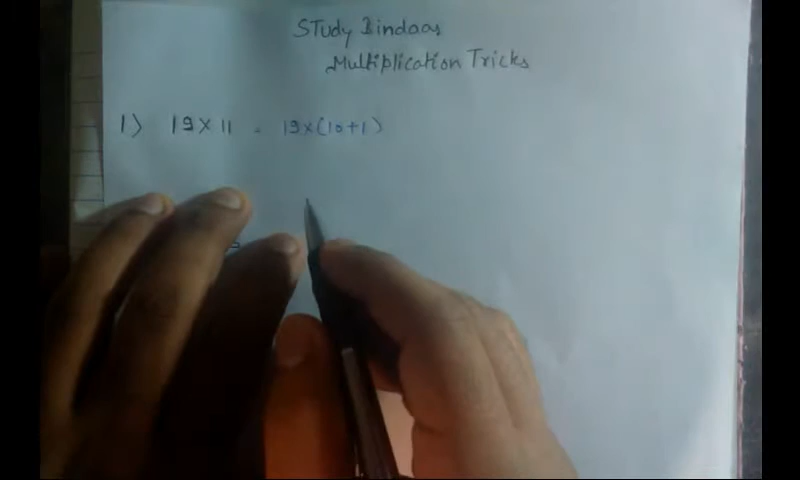 STudy Bindaas
Multiplication Tricks
1) 19 × 11 = 19×(10+1)